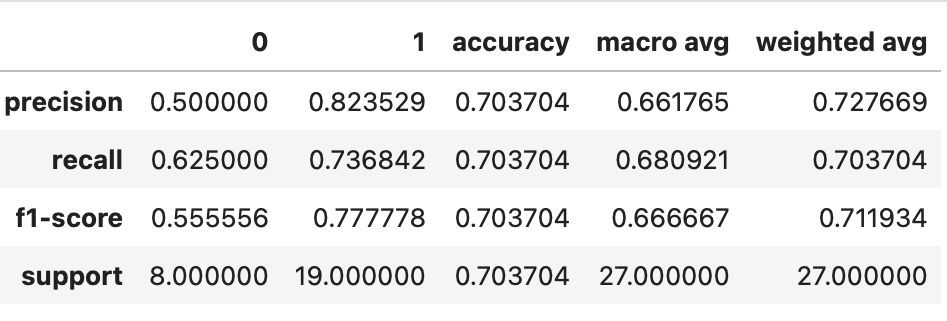 0 1 accuracy macro avg weighted avg
precision 0.500000 0.823529 0.703704 0.661765 0.727669
recall 0.625000 0.736842 0.703704 0.680921 0.703704
f1-score 0.555556 0.777778 0.703704 0.666667 0.711934
support 8.000000 19.000000 0.703704 27.000000 27.000000